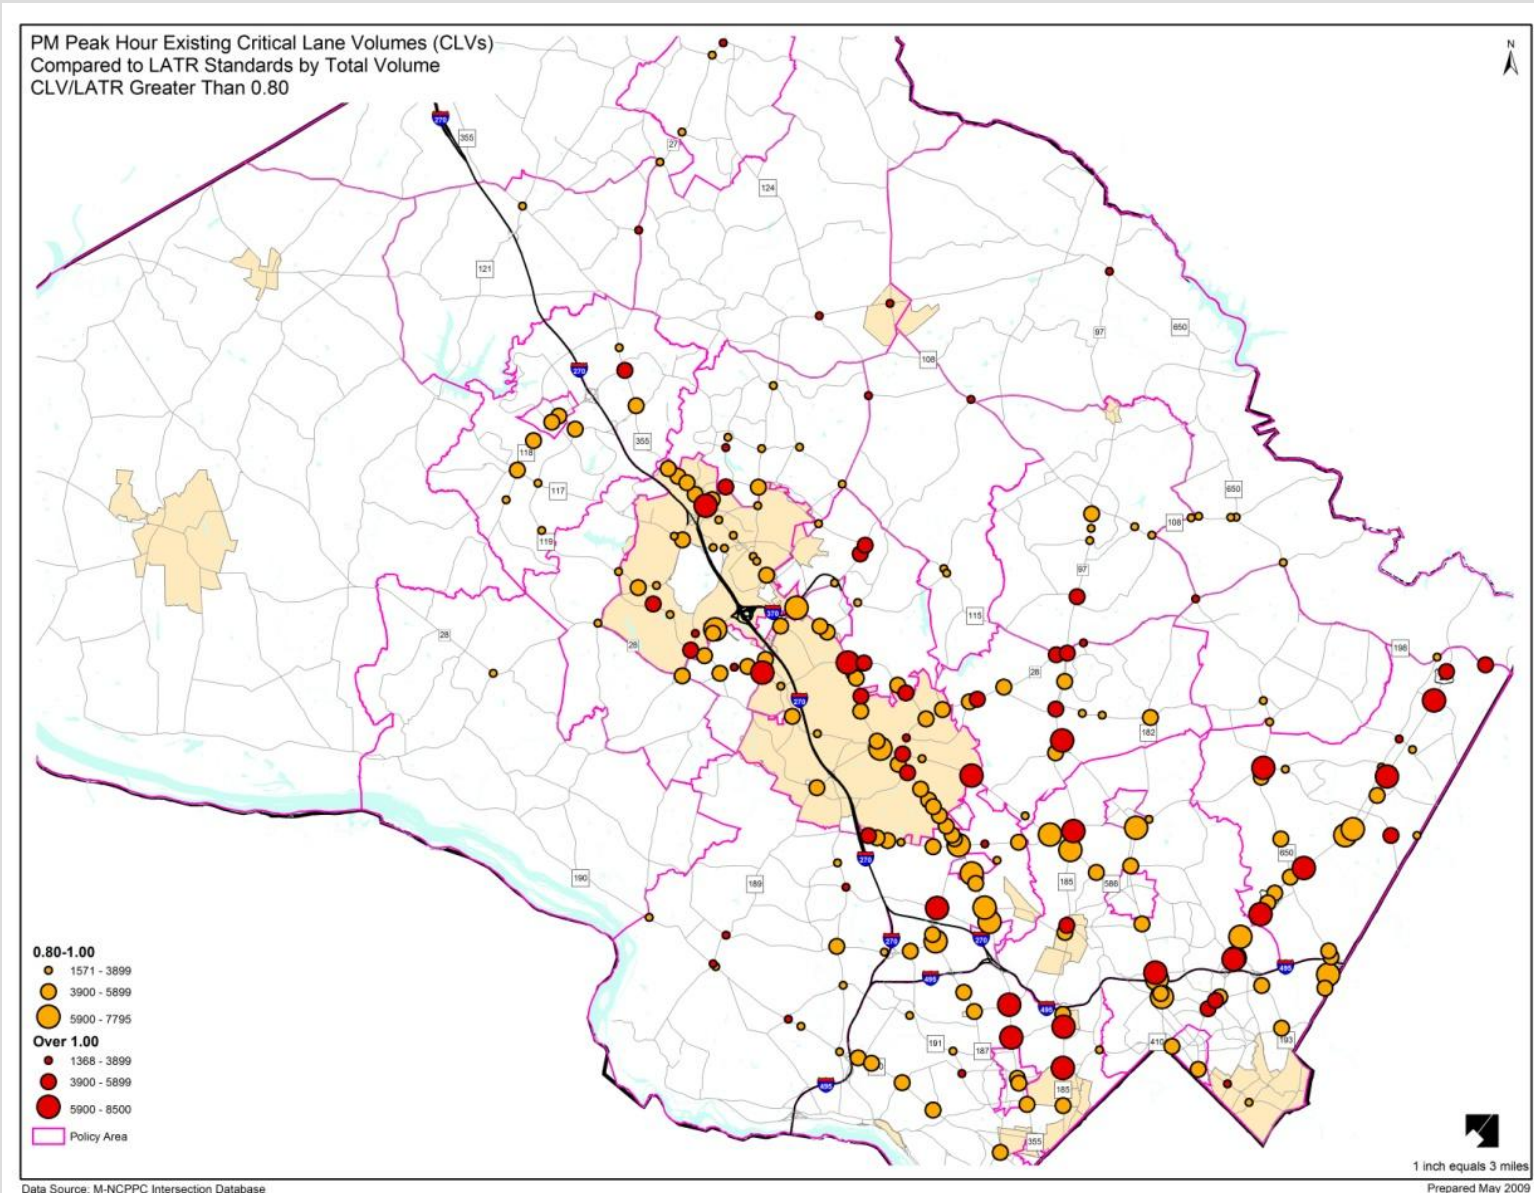 PM Peak Hour Existing Critical Lane Volumes (CLVs)
Compared to LATR Standards by Total Volume
CLV/LATR Greater Than 0.80
N
270
355
27
124
121
97
650
108
270
355
118
117
119
650
108
97
370
115
28
28
28
198
270
182
270
190
189
185
586
650
270
270
495
495
495
191
187
410
193
495
185
355
0.80-1.00
1571 - 3899
3900 - 5899
5900 - 7795
Over 1.00
1368 - 3899
3900 - 5899
5900 - 8500
Policy Area
1 inch equals 3 miles
Data Source: M-NCPPC Intersection Database
Prepared May 2009